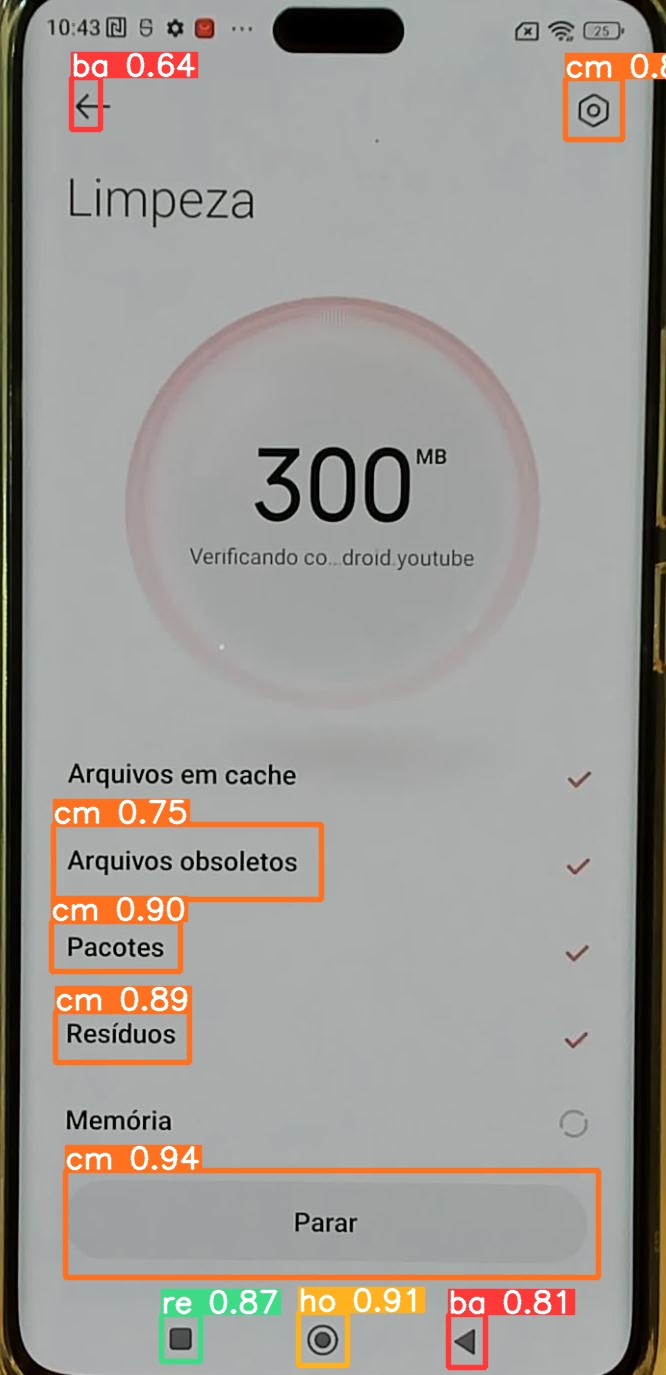 10:43
25
ba 0.64
cm 0.8
Limpeza
300 MB
Verificando co...droid.youtube
Arquivos em cache
cm 0.75
Arquivos obsoletos
cm 0.90
Pacotes
cm 0.89
Resíduos
Memória
cm 0.94
Parar
re 0.87
ho 0.91
ba 0.81